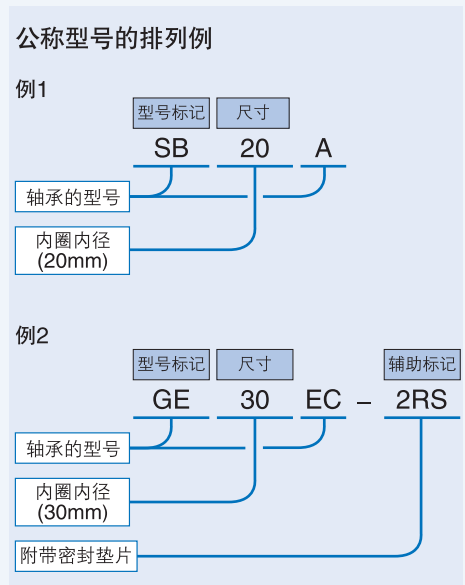 公称型号的排列例
例1
型号标记 尺寸
SB 20 A
轴承的型号
内圈内径
(20mm)
例2
型号标记 尺寸 辅助标记
GE 30 EC – 2RS
轴承的型号
内圈内径
(30mm)
附带密封垫片